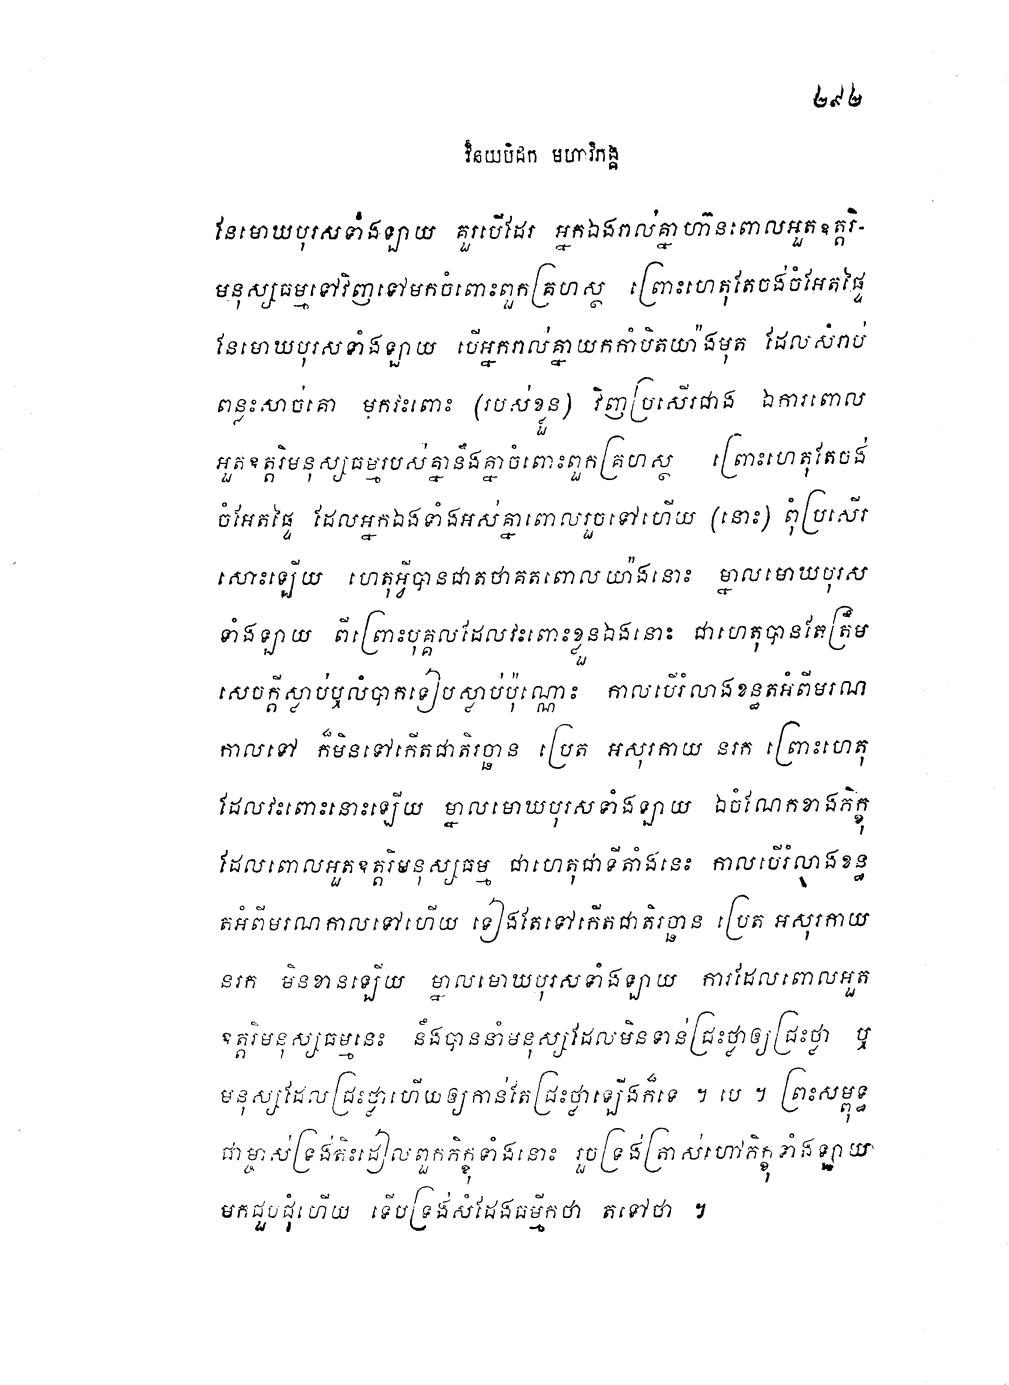 ២៩២
វិនយបិដក មហាវិភង្គ
នែមោឃបុរសទាំងឡាយ គួរបើដែរ អ្នកឯងរាល់គ្នាហ៊ានពោលអួតឧត្តរិ-
មនុស្សធម្មទៅវិញទៅមកចំពោះពួកគ្រហស្ថ ព្រោះហេតុតែចង់ចំអែតផ្ទៃ
នែមោឃបុរសទាំងឡាយ បើអ្នករាល់គ្នាយកកាំបិតយ៉ាងមុត ដែលសំរាប់
ពន្លះសាច់គោ មុកវះពោះ (របស់ខ្លួន) វិញប្រសើរជាង ឯការពោល
អួតឧត្តរិមនុស្សធម្មរបស់គ្នានឹងគ្នាចំពោះពួកគ្រហស្ថ ព្រោះហេតុតែចង់
ចំអែតផ្ទៃ ដែលអ្នកឯងទាំងអស់គ្នាពោលរួចទៅហើយ (នោះ) ពុំប្រសើរ
សោះឡើយ ហេតុអ្វីបានជាតថាគតពោលយ៉ាងនោះ ម្នាលមោឃបុរស
ទាំងឡាយ ពីព្រោះបុគ្គលដែលវះពោះខ្លួនឯងនោះ ជាហេតុបានតែត្រឹម
សេចក្តីស្លាប់ឬលំបាកទៀបស្លាប់ប៉ុណ្ណោះ កាលបើរំលាងខន្ធតអំពីមរណ
កាលទៅ ក៏មិនទៅកើតជាតិរច្ឆាន ប្រេត អសុរកាយ នរក ព្រោះហេតុ
ដែលវះពោះនោះឡើយ ម្នាលមោឃបុរសទាំងឡាយ ឯចំណែកខាងភិក្ខុ
ដែលពោលអួតឧត្តរិមនុស្សធម្ម ជាហេតុជាទីតាំងនេះ កាលបើរំលាងខន្ធ
តអំពីមរណកាលទៅហើយ ទៀងតែទៅកើតជាតិរច្ឆាន ប្រេត អសុរកាយ
នរក មិនខានឡើយ ម្នាលមោឃបុរសទាំងឡាយ ការដែលពោលអួត
ឧត្តរិមនុស្សធម្មនេះ នឹងបាននាំមនុស្សដែលមិនទាន់ជ្រះថ្លាឲ្យជ្រះថ្លា ឬ
មនុស្សដែលជ្រះថ្លាហើយឲ្យកាន់តែជ្រះថ្លាឡើងក៏ទេ ។ បេ ។ ព្រះសម្ពុទ្ធ
ជាម្ចាស់ទ្រង់តិះដៀលពួកភិក្ខុទាំងនោះ រួចទ្រង់ត្រាស់ហៅភិក្ខុទាំងឡាយ
មកជួបជុំហើយ ទើបទ្រង់សំដែងធម្មីកថា តទៅថា ។